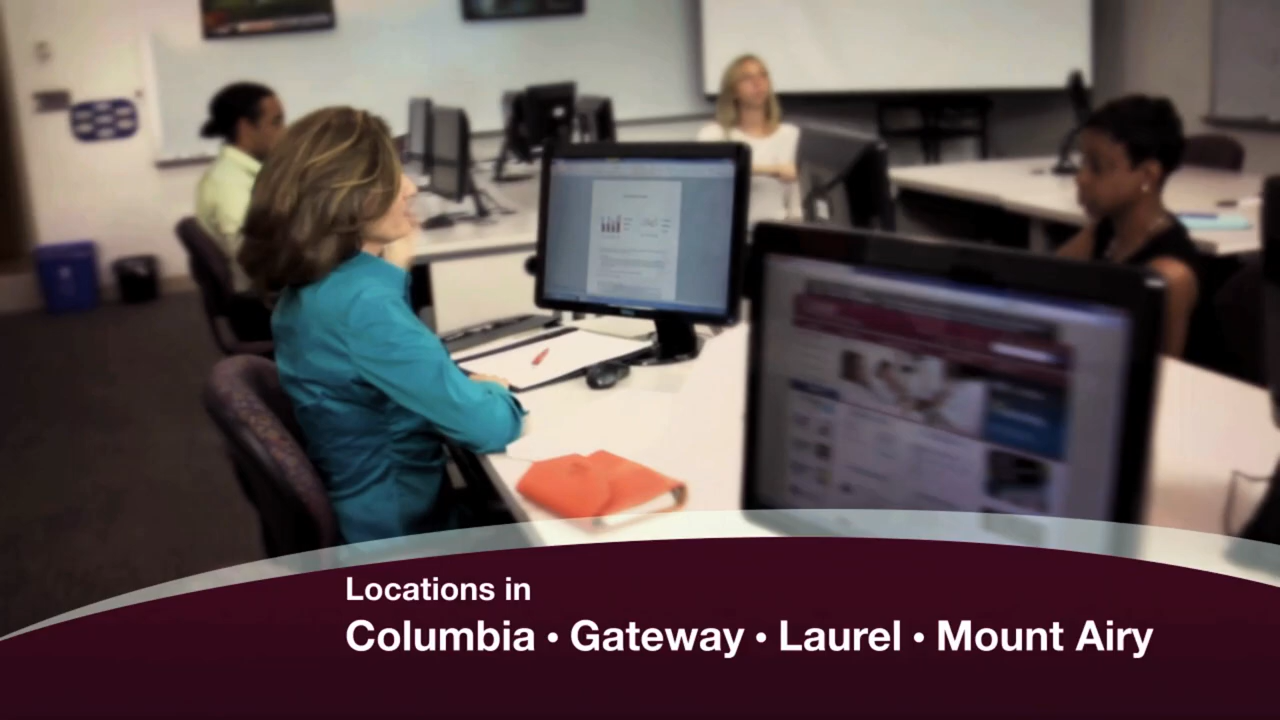 Locations in
Columbia • Gateway • Laurel • Mount Airy